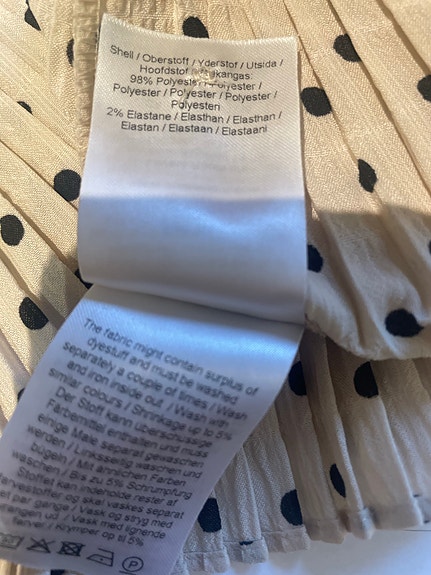 Shell / Oberstoff / Yderstof / Utsida /
Hoofdstof / kangas:
98% Polyester / Polyester /
Polyester / Polyester / Polyester /
Polyesteri
2% Elastane / Elasthan / Elasthan /
Elastan / Elastaan / Elastaani
The fabric might contain surplus of
dyestuff and must be washed
separately a couple of times / Wash
and iron inside out / Wash with
similar colours / Shrinkage up to 5%
Der Stoff kann überschüssige
Färbemittel enthalten und muss
einige Male separat gewaschen
werden / Linksseitig waschen und
bügeln / Mit ähnlichen Farben
waschen / Bis zu 5% Schrumpfung
Stoffet kan indeholde rester af
farvestoffer og skal vaskes separat
et par gange / Vask og stryg med
vrangen / Vask med lignende
farver / Krymper op til 5%
P